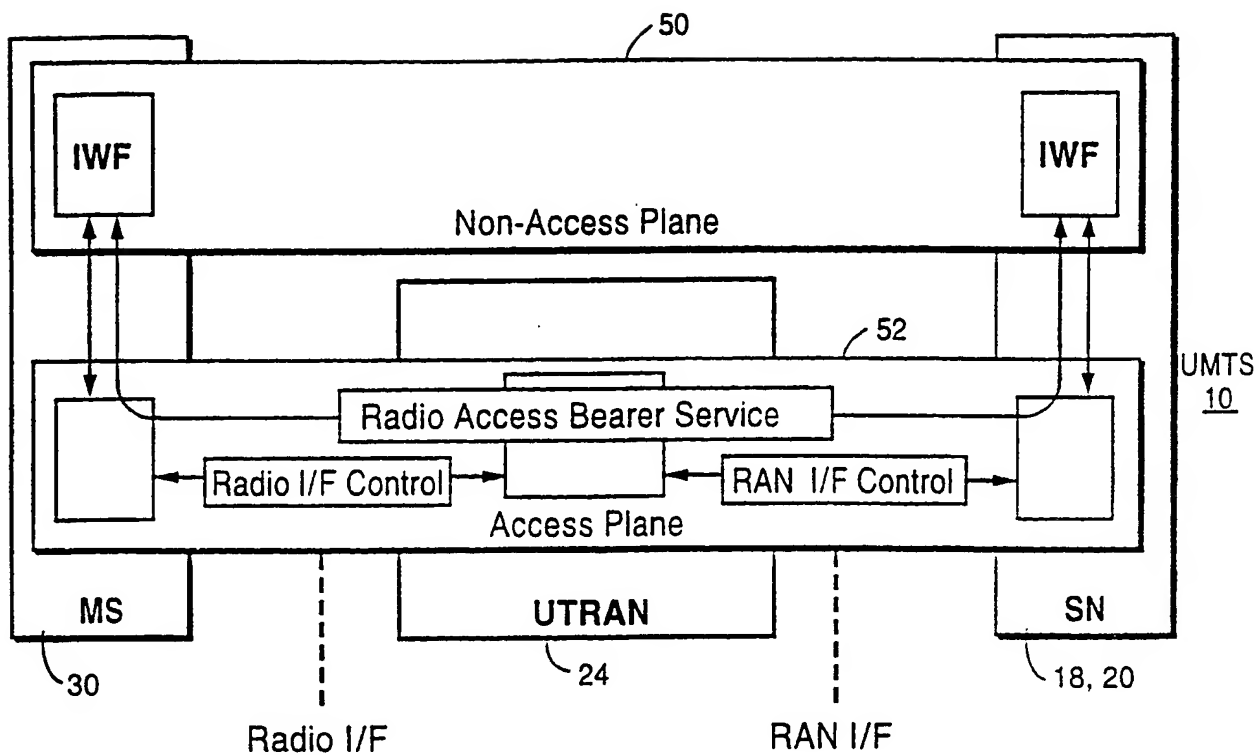 50
IWF
IWF
Non-Access Plane
52
UMTS
10
Radio Access Bearer Service
Radio I/F Control
RAN I/F Control
Access Plane
MS
UTRAN
SN
30
24
18, 20
Radio I/F
RAN I/F